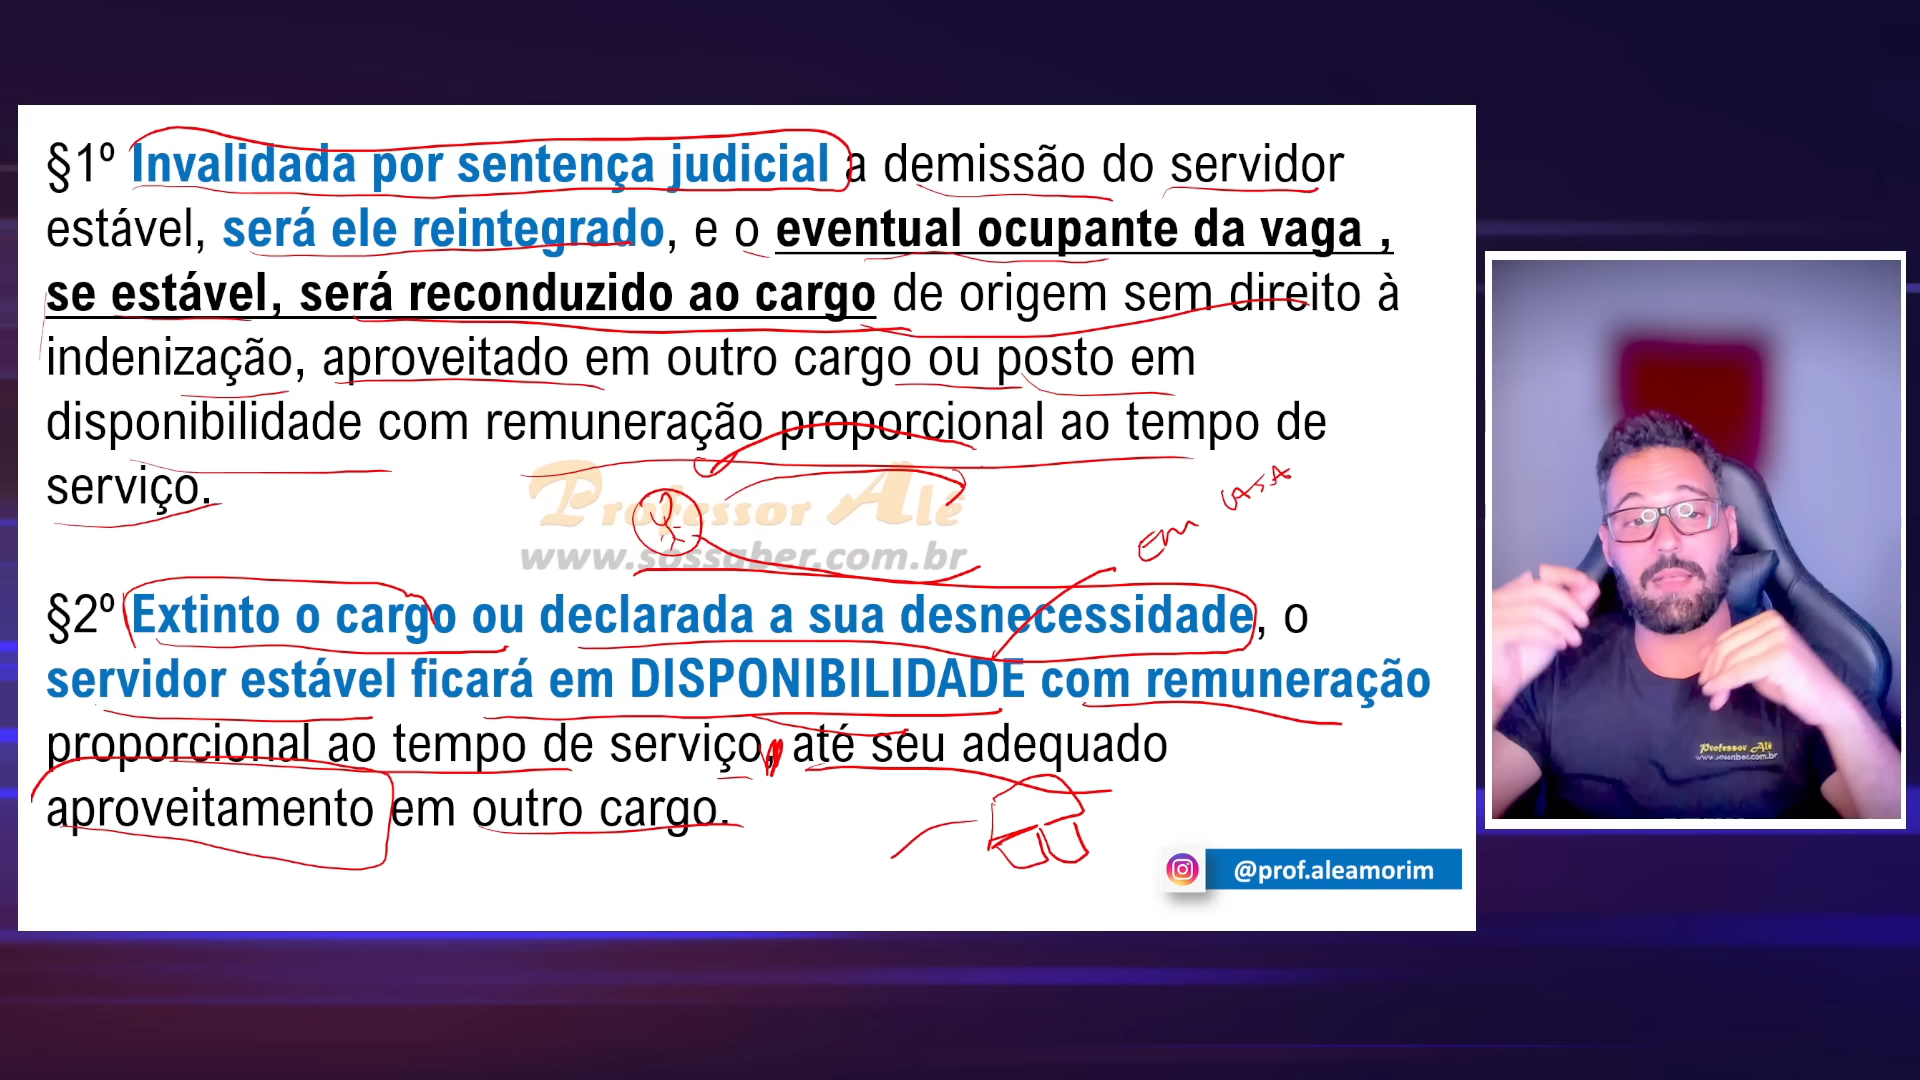 §1º Invalidada por sentença judicial a demissão do servidor
estável, será ele reintegrado, e o eventual ocupante da vaga ,
se estável, será reconduzido ao cargo de origem sem direito à
indenização, aproveitado em outro cargo ou posto em
disponibilidade com remuneração proporcional ao tempo de
serviço.
Professor Alê
www.sossaber.com.br
Em CASA
§2º Extinto o cargo ou declarada a sua desnecessidade, o
servidor estável ficará em DISPONIBILIDADE com remuneração
proporcional ao tempo de serviço, até seu adequado
aproveitamento em outro cargo.
@prof.aleamorim
Professor Alê
www.sossaber.com.br